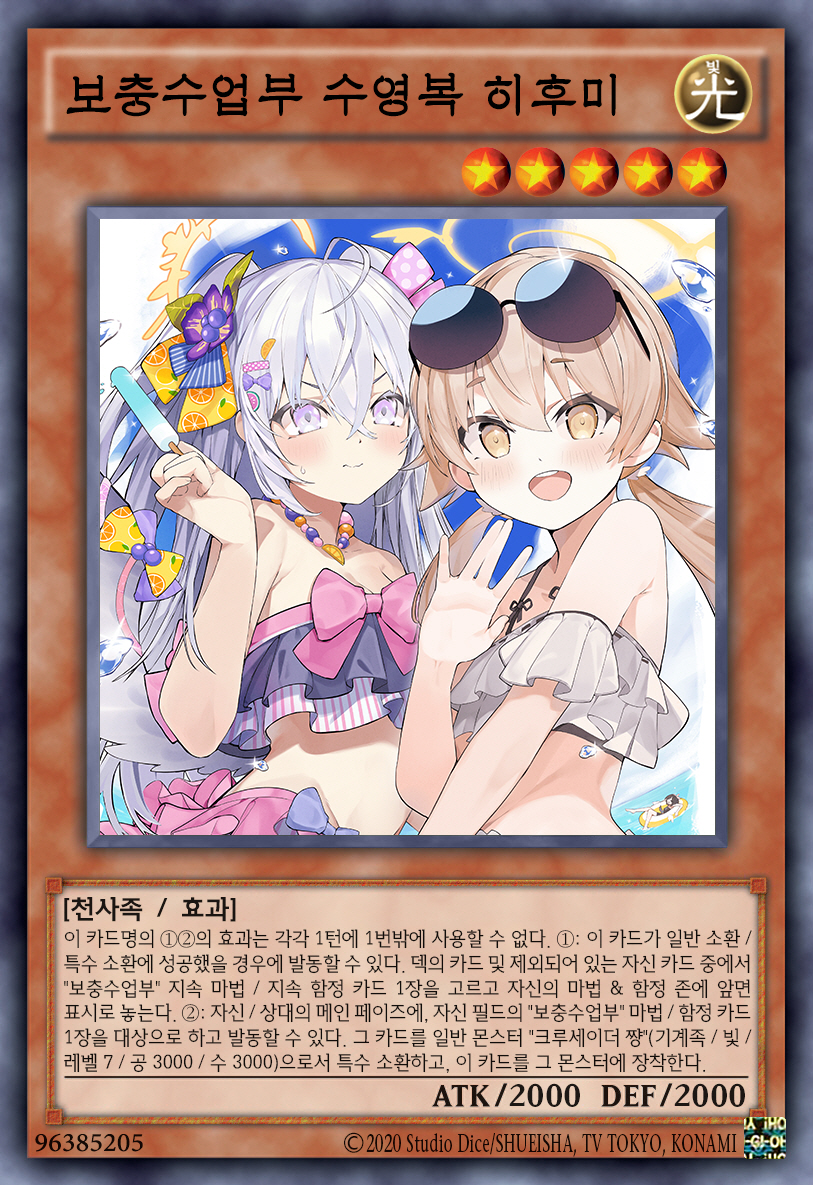 보충수업부 수영복 히후미
빛
光
[천사족 / 효과]
이 카드명의 ①②의 효과는 각각 1턴에 1번밖에 사용할 수 없다. ①: 이 카드가 일반 소환 /
특수 소환에 성공했을 경우에 발동할 수 있다. 덱의 카드 및 제외되어 있는 자신 카드 중에서
"보충수업부" 지속 마법 / 지속 함정 카드 1장을 고르고 자신의 마법 & 함정 존에 앞면
표시로 놓는다. ②: 자신 / 상대의 메인 페이즈에, 자신 필드의 "보충수업부" 마법 / 함정 카드
1장을 대상으로 하고 발동할 수 있다. 그 카드를 일반 몬스터 "크루세이더 쨩"(기계족 / 빛 /
레벨 7 / 공 3000 / 수 3000)으로서 특수 소환하고, 이 카드를 그 몬스터에 장착한다.
ATK/2000 DEF/2000
96385205
©2020 Studio Dice/SHUEISHA, TV TOKYO, KONAMI